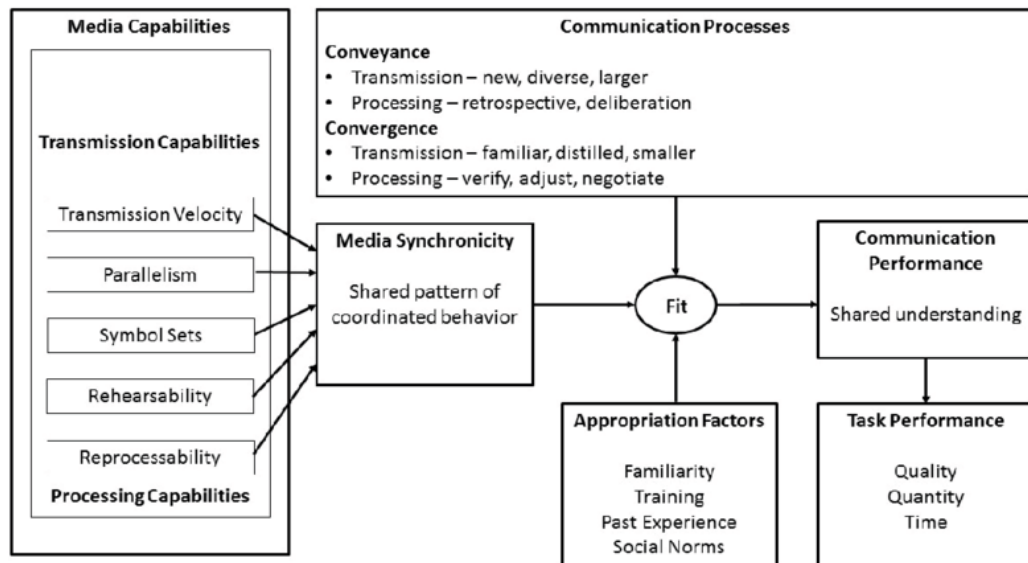 Media Capabilities
Transmission Capabilities
Transmission Velocity
Parallelism
Symbol Sets
Rehearsability
Reprocessability
Processing Capabilities
Communication Processes
Conveyance
• Transmission – new, diverse, larger
• Processing – retrospective, deliberation
Convergence
• Transmission – familiar, distilled, smaller
• Processing – verify, adjust, negotiate
Media Synchronicity
Shared pattern of
coordinated behavior
Fit
Communication
Performance
Shared understanding
Appropriation Factors
Familiarity
Training
Past Experience
Social Norms
Task Performance
Quality
Quantity
Time